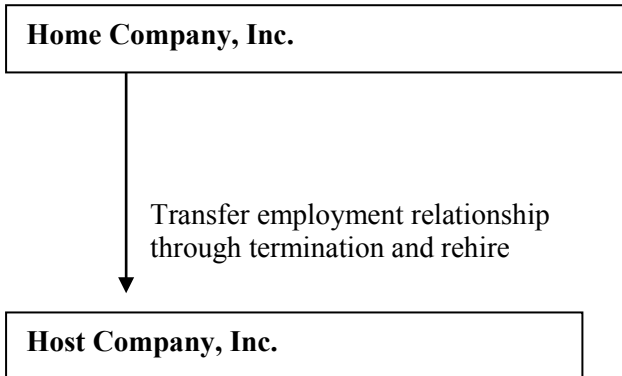 Home Company, Inc.
Transfer employment relationship
through termination and rehire
Host Company, Inc.